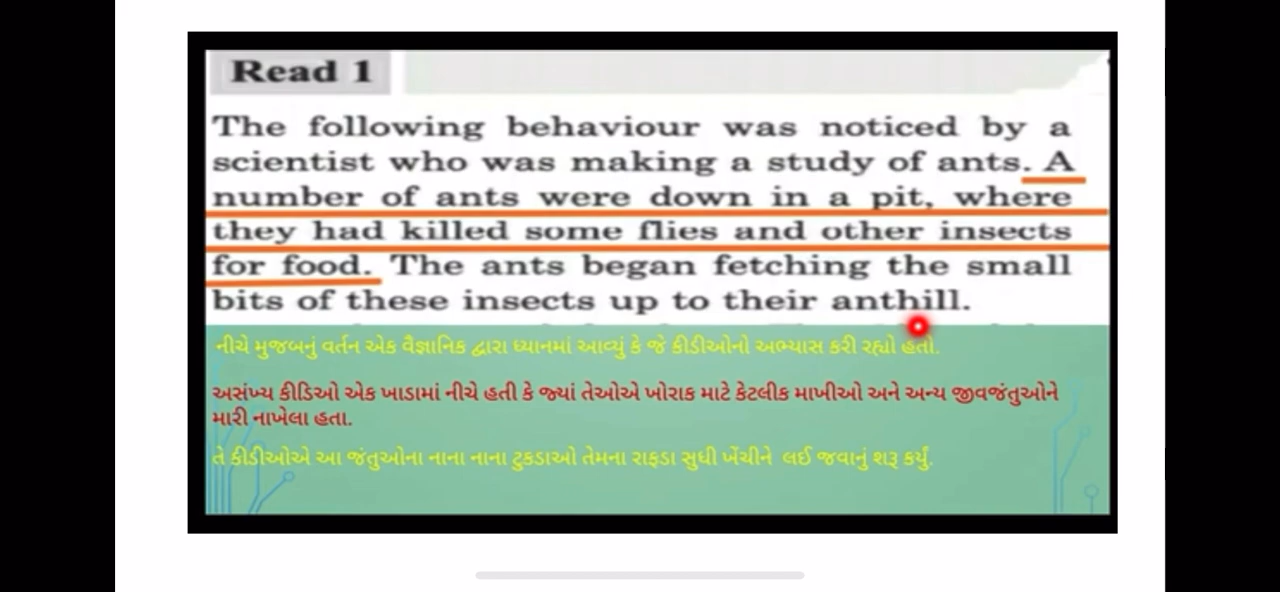 Read 1
The following behaviour was noticed by a
scientist who was making a study of ants. A
number of ants were down in a pit, where
they had killed some flies and other insects
for food. The ants began fetching the small
bits of these insects up to their anthill.
નીચે મુજબનું વર્તન એક વૈજ્ઞાનિક દ્વારા ધ્યાનમાં આવ્યું કે જે કીડીઓનો અભ્યાસ કરી રહ્યો હતો.
અસંખ્ય કીડિઓ એક ખાડામાં નીચે હતી કે જ્યાં તેઓએ ખોરાક માટે કેટલીક માખીઓ અને અન્ય જીવજંતુઓને
મારી નાખેલા હતા.
તે કીડીઓએ આ જંતુઓના નાના નાના ટુકડાઓ તેમના રાફડા સુધી ખેંચીને લઈ જવાનું શરૂ કર્યું.